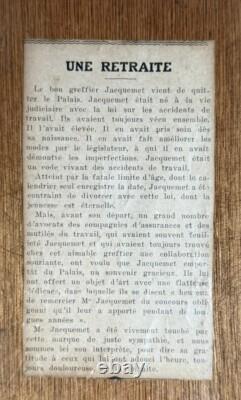 UNE RETRAITE
Le bon greffier Jacquemet vient de quit-
ter le Palais. Jacquemet était né à la vie
judiciaire avec la loi sur les accidents de
travail. Ils avaient toujours vécu ensemble.
Il l'avait élevée. Il en avait pris soin dès
sa naissance. Il en avait fait améliorer les
modes par le législateur, à qui il en avait
démontré les imperfections. Jacquemet était
un code vivant des accidents de travail.
Atteint par la fatale limite d'âge, dont le ca-
lendrier seul enregistre la date, Jacquemet a été
contraint de divorcer avec cette loi, dont la
jeunesse est éternelle.
Mais, avant son départ, un grand nombre
d'avocats des compagnies d'assurances et des
mutilés du travail, qui avaient souvent feuil-
leté Jacquemet et qui avaient toujours trouvé
chez cet aimable greffier une collaboration
souriante, ont voulu que Jacquemet
du Palais, un souvenir gracieux. Ils lui
ont offert un objet d'art avec une flatteuse
dédicace, dans laquelle ils se disent « heu
de remercier Me Jacquemet du concours obli-
geant qu'il leur a apporté pendant de lon-
gues années ».
Me Jacquemet a été vivement touché par
cette marque de juste sympathie, et nous
sommes ici son interprète, pour dire sa gra-
titude à ceux qui lui ont adouci l'heure, tou-
jours douloureuse,